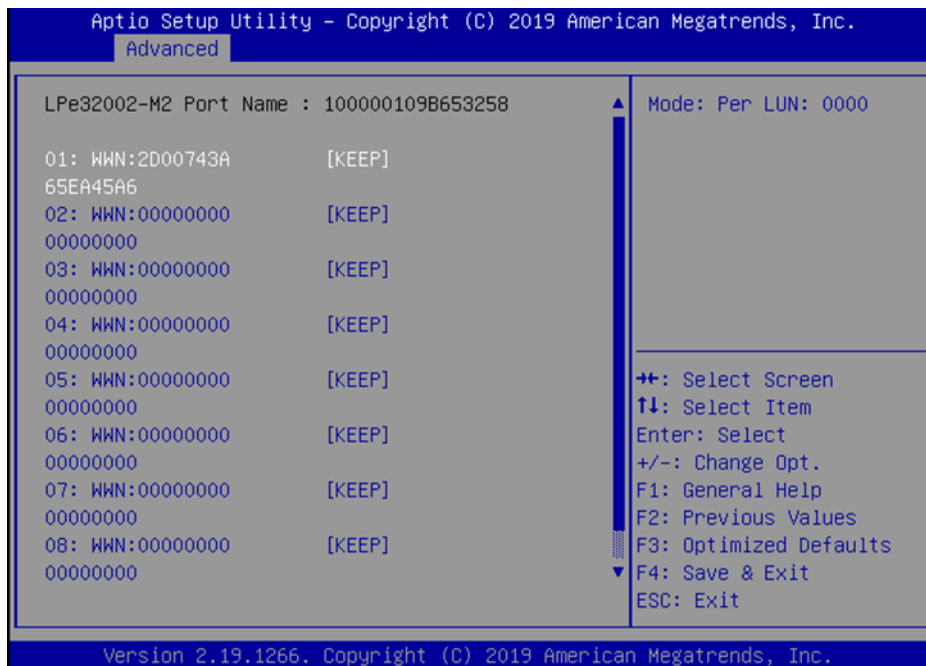 Aptio Setup Utility – Copyright (C) 2019 American Megatrends, Inc.
Advanced
LPe32002-M2 Port Name : 100000109B653258
01: WWN:2D00743A [KEEP]
65EA45A6
02: WWN:00000000 [KEEP]
00000000
03: WWN:00000000 [KEEP]
00000000
04: WWN:00000000 [KEEP]
00000000
05: WWN:00000000 [KEEP]
00000000
06: WWN:00000000 [KEEP]
00000000
07: WWN:00000000 [KEEP]
00000000
08: WWN:00000000 [KEEP]
00000000
Mode: Per LUN: 0000
→←: Select Screen
↑↓: Select Item
Enter: Select
+/-: Change Opt.
F1: General Help
F2: Previous Values
F3: Optimized Defaults
F4: Save & Exit
ESC: Exit
Version 2.19.1266. Copyright (C) 2019 American Megatrends, Inc.